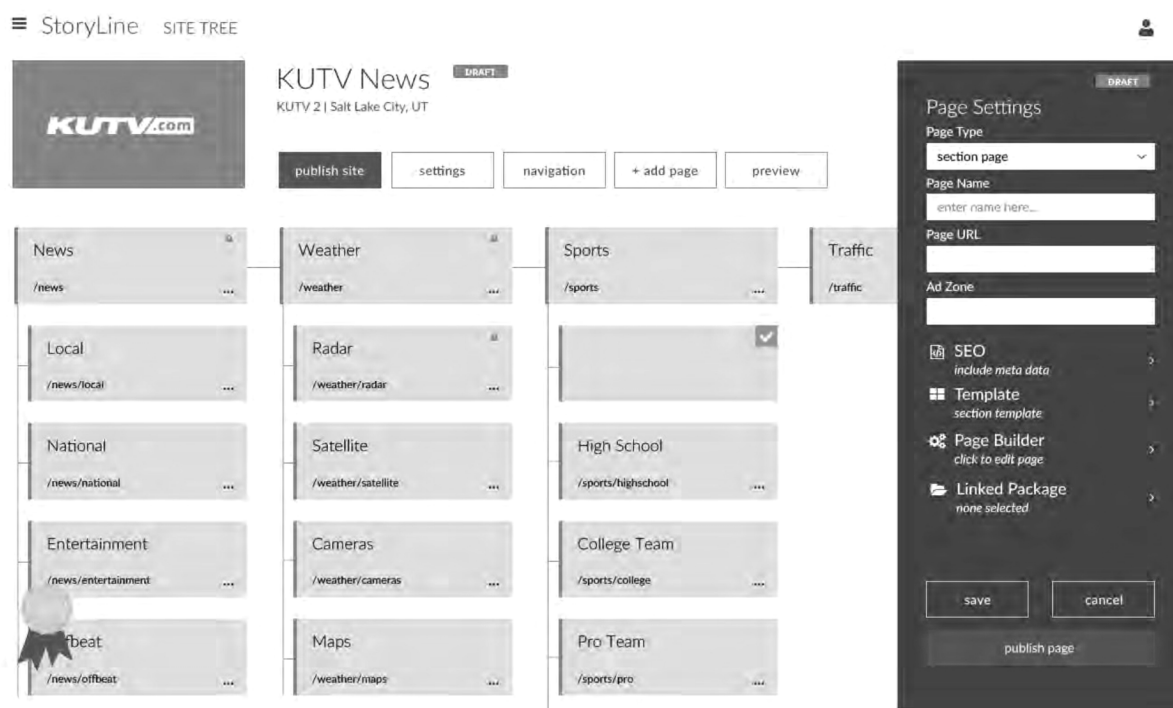 StoryLine SITE TREE
KUTV.com
KUTV News DRAFT
KUTV 2 | Salt Lake City, UT
publish site settings navigation + add page preview
News Weather Sports Traffic
/news ... /weather ... /sports ... /traffic
Local Radar
/news/local ... /weather/radar ...
National Satellite High School
/news/national ... /weather/satellite ... /sports/highschool ...
Entertainment Cameras College Team
/news/entertainment ... /weather/cameras ... /sports/college ...
fbeat Maps Pro Team
/news/offbeat ... /weather/maps ... /sports/pro ...
DRAFT
Page Settings
Page Type
section page
Page Name
enter name here...
Page URL
Ad Zone
SEO
include meta data
Template
section template
Page Builder
click to edit page
Linked Package
none selected
save cancel
publish page